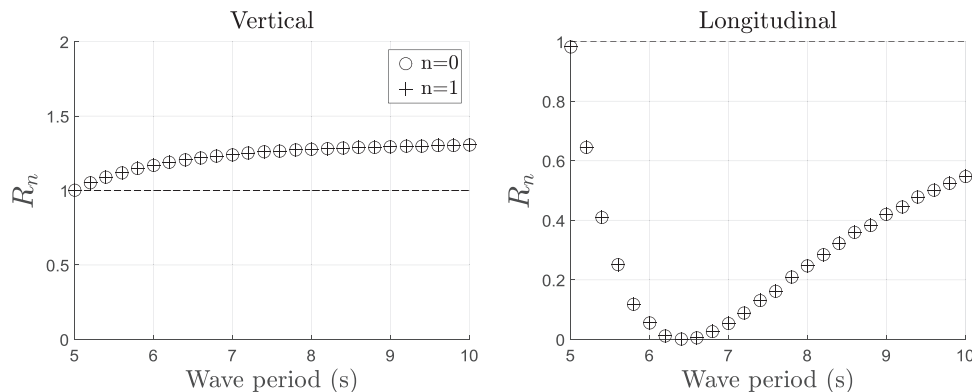 Vertical
2
1.5
1
0.5
0
5
6
7
8
9
10
R_n
Wave period (s)
n=0
n=1
Longitudinal
1
0.8
0.6
0.4
0.2
0
5
6
7
8
9
10
R_n
Wave period (s)